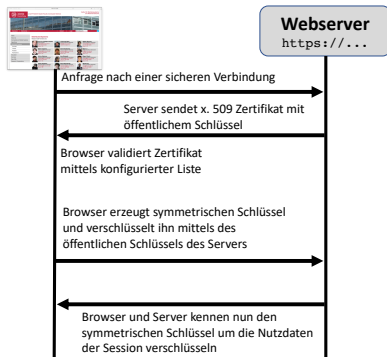 Webserver
https://...
Anfrage nach einer sicheren Verbindung
Server sendet x. 509 Zertifikat mit
öffentlichem Schlüssel
Browser validiert Zertifikat
mittels konfigurierter Liste
Browser erzeugt symmetrischen Schlüssel
und verschlüsselt ihn mittels des
öffentlichen Schlüssels des Servers
Browser und Server kennen nun den
symmetrischen Schlüssel um die Nutzdaten
der Session verschlüseln